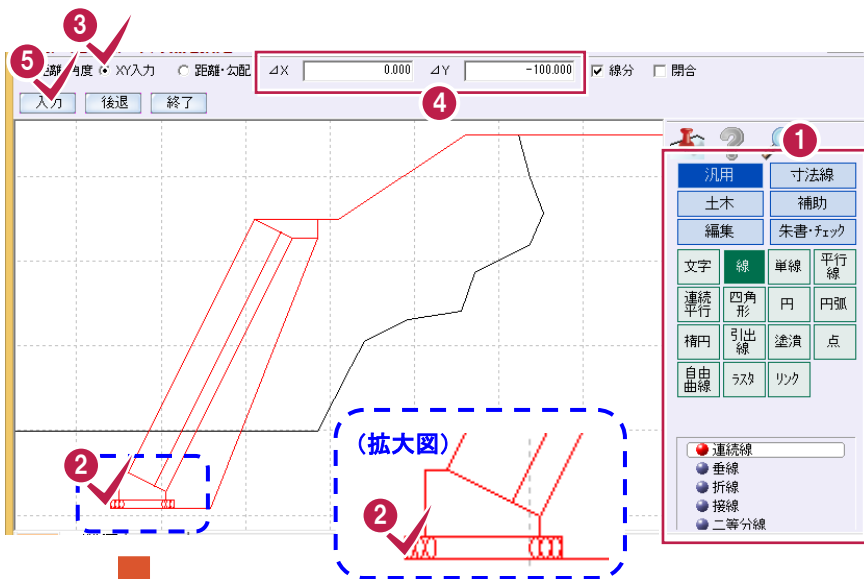 3
5
距離・角度 XY入力 距離・勾配 ⊿X 0.000 ⊿Y -100.000 線分 閉合
入力 後退 終了
4
1
汎用 寸法線
土木 補助
編集 朱書・チェック
文字 線 単線 平行線
連続平行 四角形 円 円弧
楕円 引出線 塗潰 点
自由曲線 ラスタ リンク
連続線
垂線
折線
接線
二等分線
2
(拡大図)
2